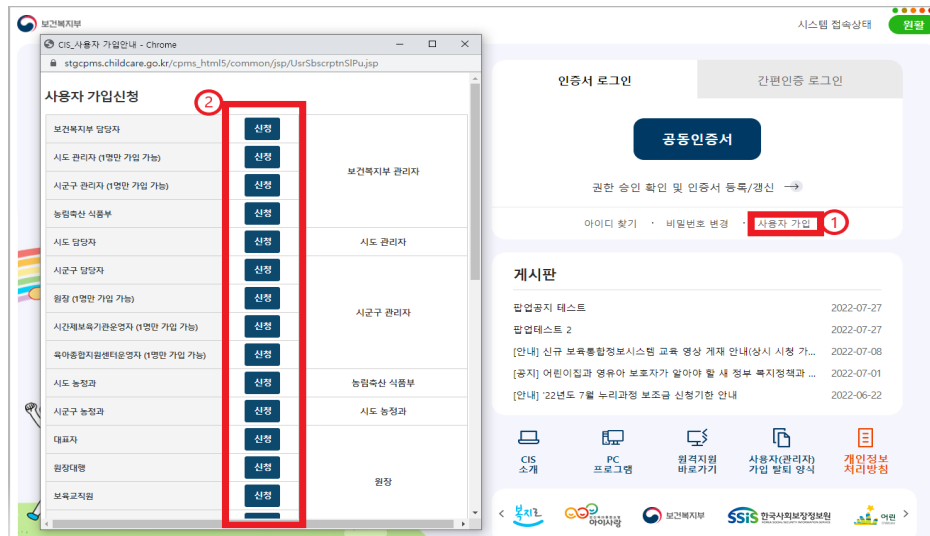 보건복지부
시스템 접속상태
원활
CIS_사용자 가입안내 - Chrome
stgcpms.childcare.go.kr/cpms_html5/common/jsp/UsrSbscrptnSlPu.jsp
사용자 가입신청
2
보건복지부 담당자 신청
시도 관리자 (1명만 가입 가능) 신청
보건복지부 관리자
시군구 관리자 (1명만 가입 가능) 신청
농림축산 식품부 신청
시도 담당자 신청 시도 관리자
시군구 담당자 신청
원장 (1명만 가입 가능) 신청
시군구 관리자
시간제보육기관운영자 (1명만 가입 가능) 신청
육아종합지원센터운영자 (1명만 가입 가능) 신청
시도 농정과 신청 농림축산 식품부
시군구 농정과 신청 시도 농정과
대표자 신청
원장대행 신청
원장
보육교직원 신청
인증서 로그인 간편인증 로그인
공동인증서
권한 승인 확인 및 인증서 등록/갱신 →
아이디 찾기 · 비밀번호 변경 · 사용자 가입
1
게시판
팝업공지 테스트 2022-07-27
팝업테스트 2 2022-07-27
[안내] 신규 보육통합정보시스템 교육 영상 게재 안내(상시 시청 가... 2022-07-08
[공지] 어린이집과 영유아 보호자가 알아야 할 새 정부 복지정책과 ... 2022-07-01
[안내] '22년도 7월 누리과정 보조금 신청기한 안내 2022-06-22
CIS
소개
PC
프로그램
원격지원
바로가기
사용자(관리자)
가입 탈퇴 양식
개인정보
처리방침
복지로
아이사랑
보건복지부
SSiS 한국사회보장정보원
어린